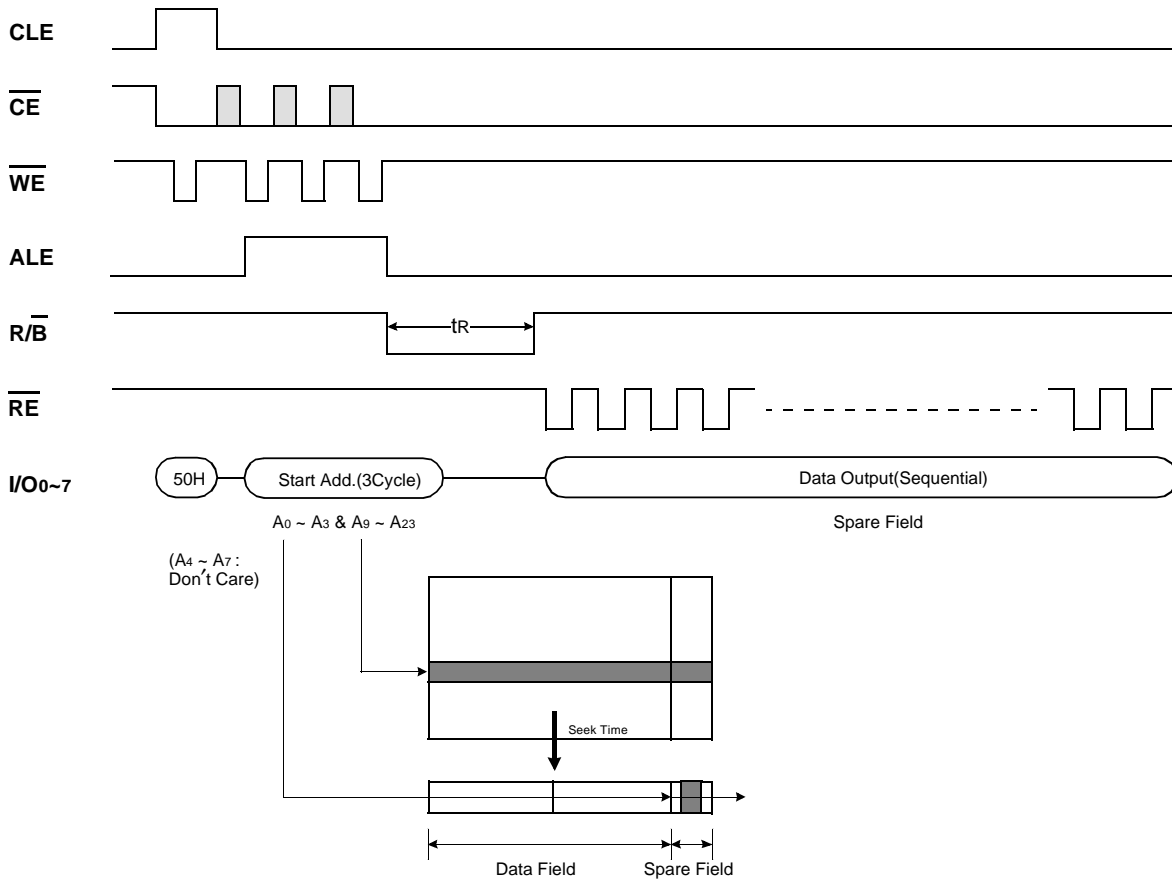 CLE
CE
WE
ALE
R/B
tR
RE
I/O0~7
50H
Start Add.(3Cycle)
Data Output(Sequential)
A0 ~ A3 & A9 ~ A23
Spare Field
(A4 ~ A7 :
Don't Care)
Seek Time
Data Field
Spare Field